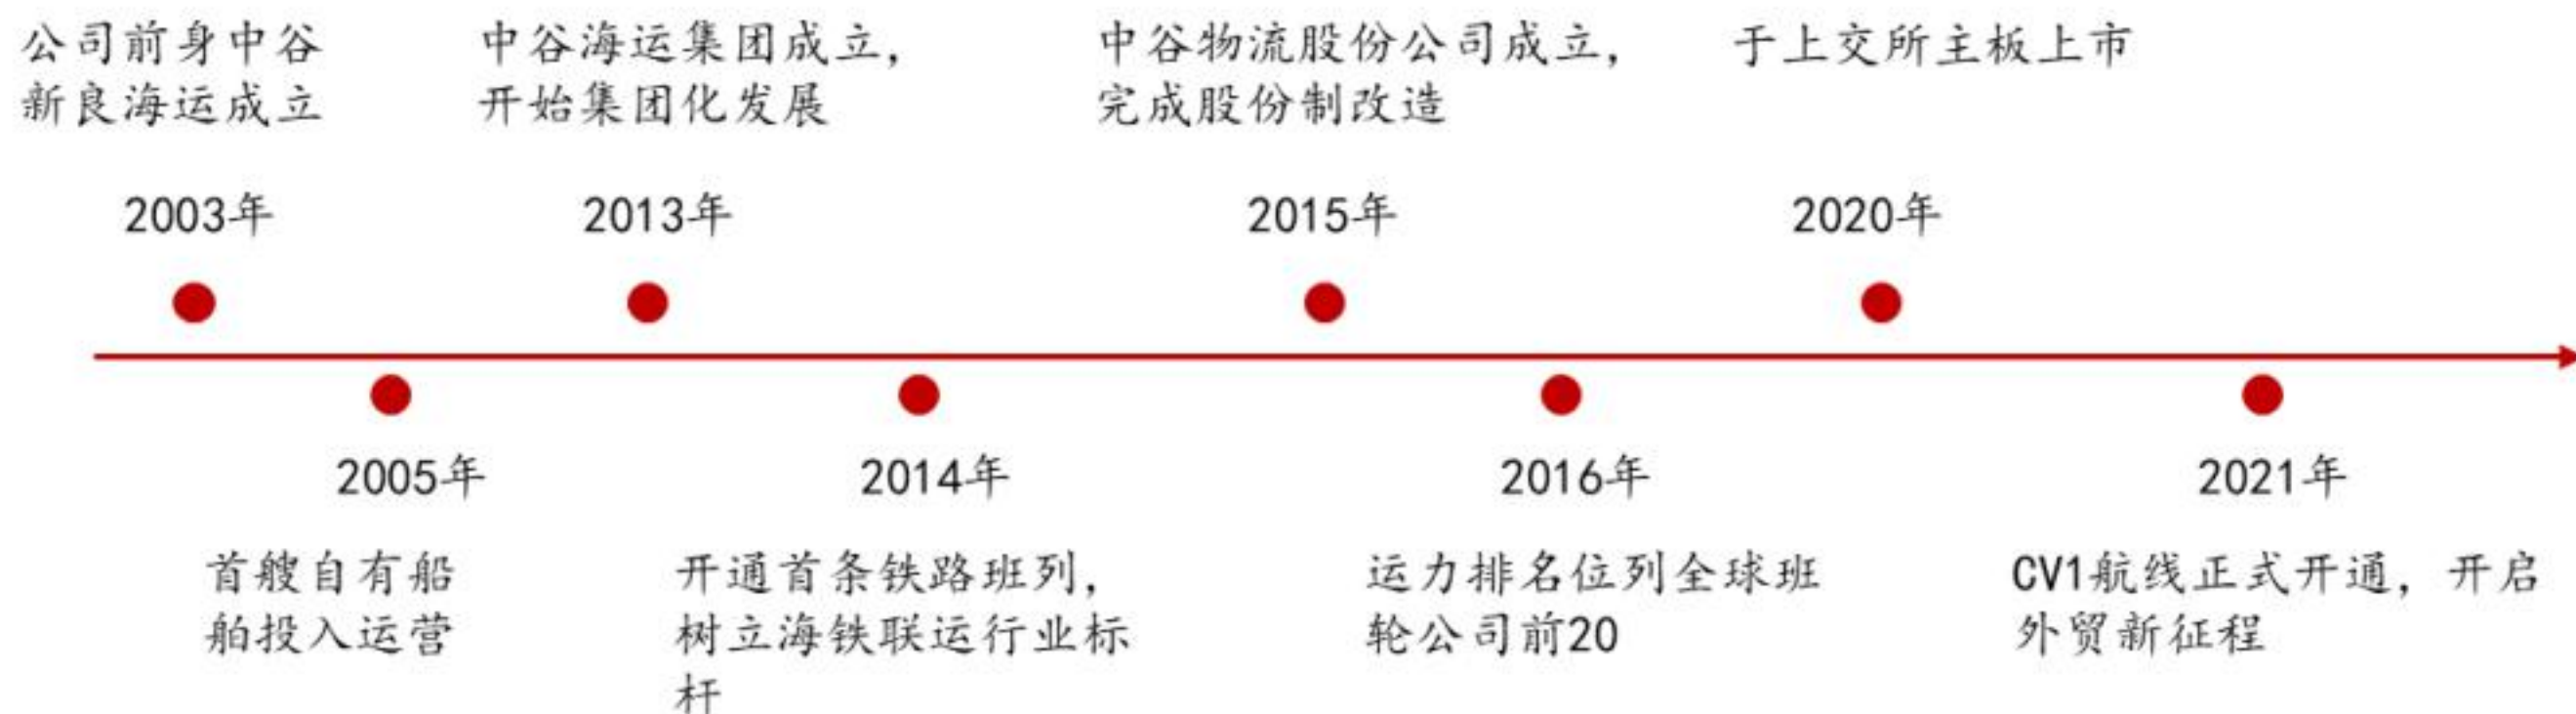 公司前身中谷
新良海运成立
2003年
中谷海运集团成立，
开始集团化发展
2013年
中谷物流股份公司成立，
完成股份制改造
2015年
于上交所主板上市
2020年
2005年
首艘自有船
舶投入运营
2014年
开通首条铁路班列，
树立海铁联运行业标
杆
2016年
运力排名位列全球班
轮公司前20
2021年
CV1航线正式开通，开启
外贸新征程